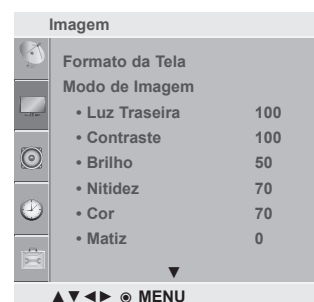 Imagem
Formato da Tela
Modo de Imagem
• Luz Traseira 100
• Contraste 100
• Brilho 50
• Nitidez 70
• Cor 70
• Matiz 0
▼
▲▼◄► ◉ MENU